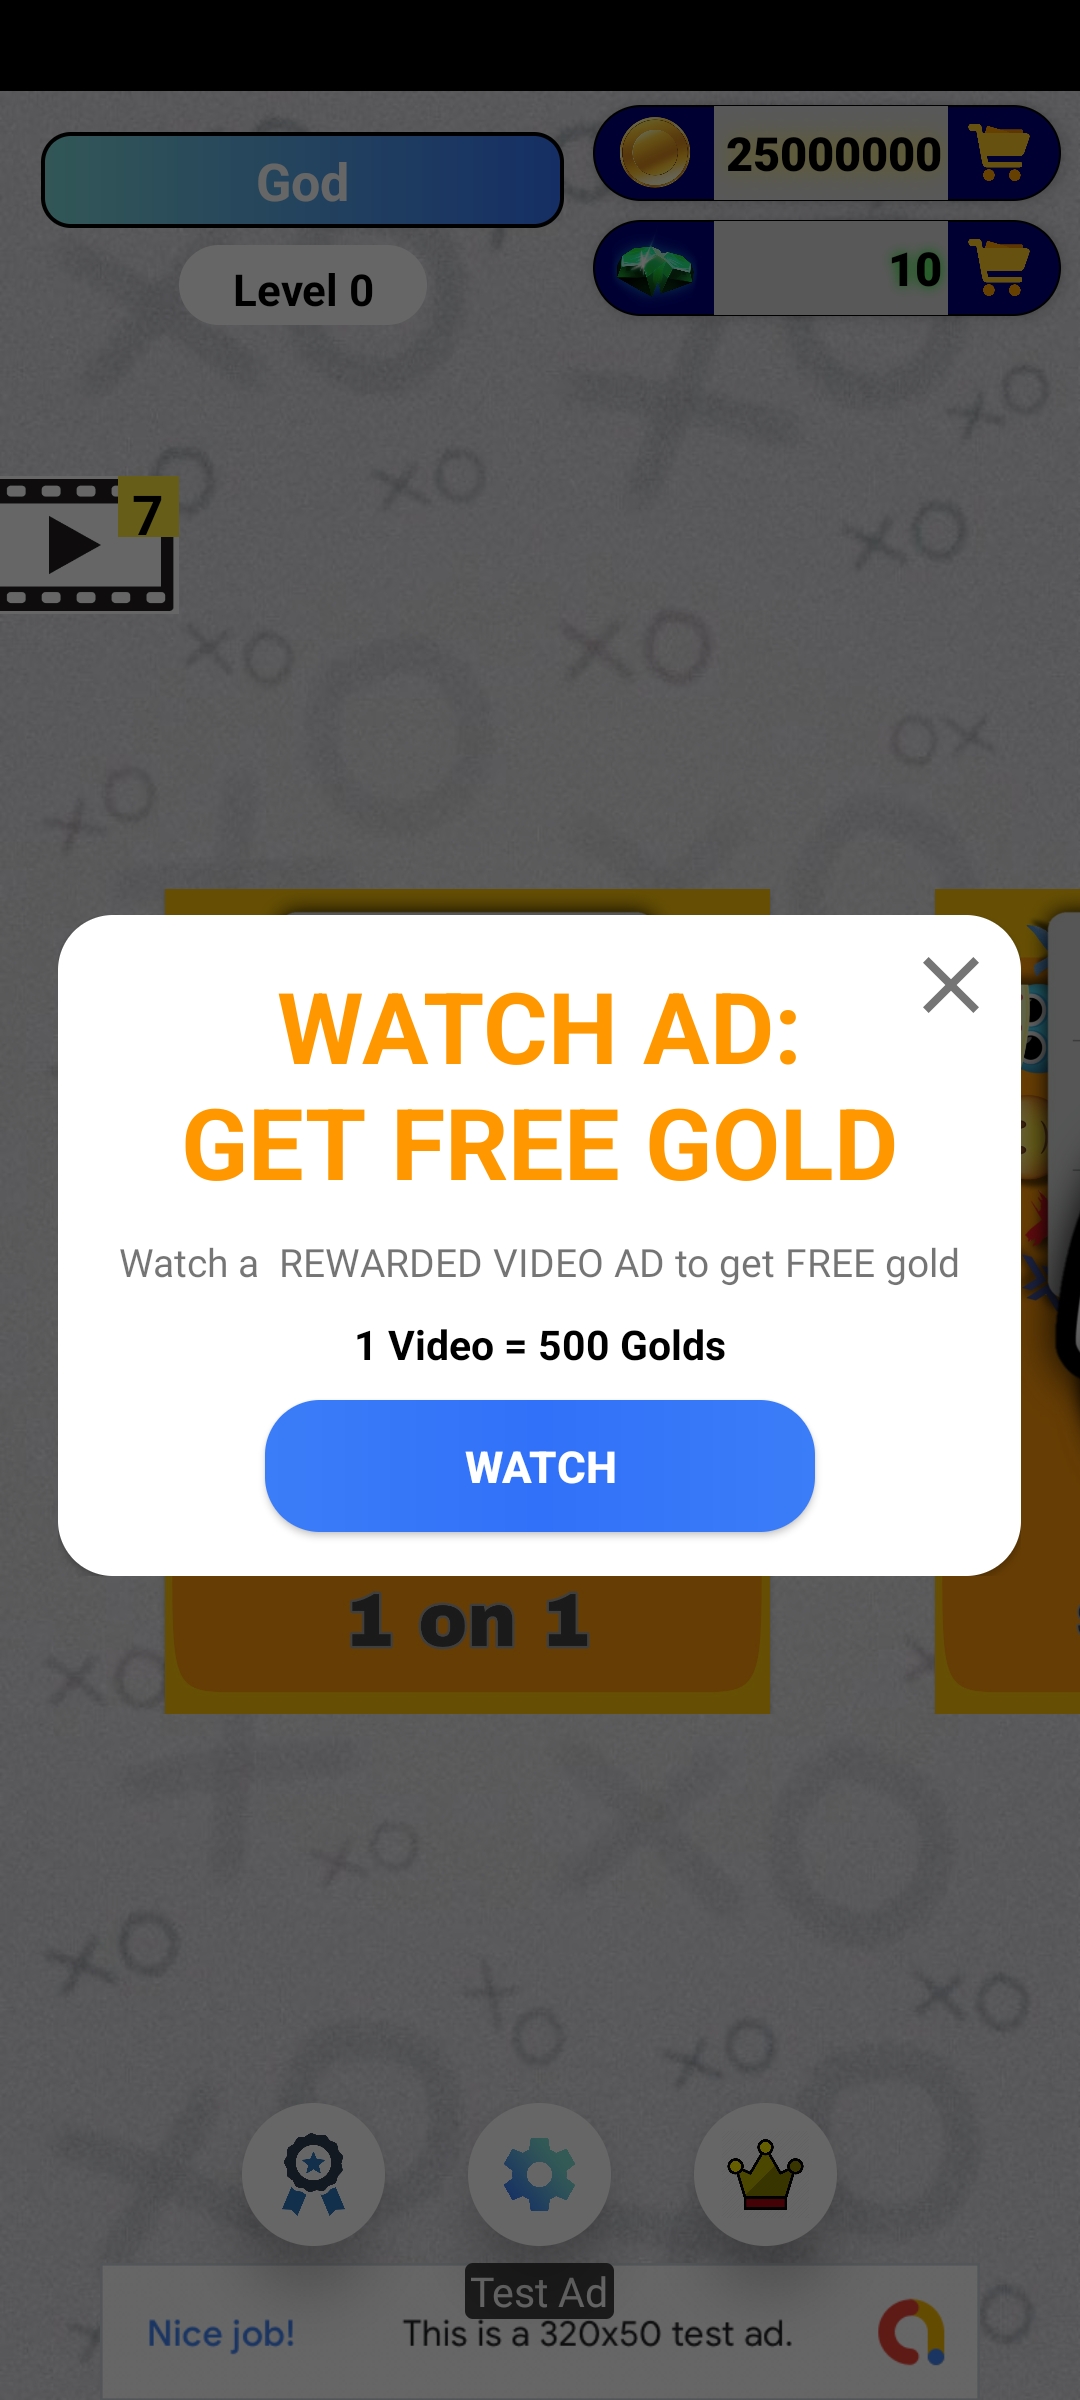 God
25000000
Level 0
10
7
WATCH AD:
GET FREE GOLD
Watch a  REWARDED VIDEO AD to get FREE gold
1 Video = 500 Golds
WATCH
1 on 1
Test Ad
Nice job!
This is a 320x50 test ad.